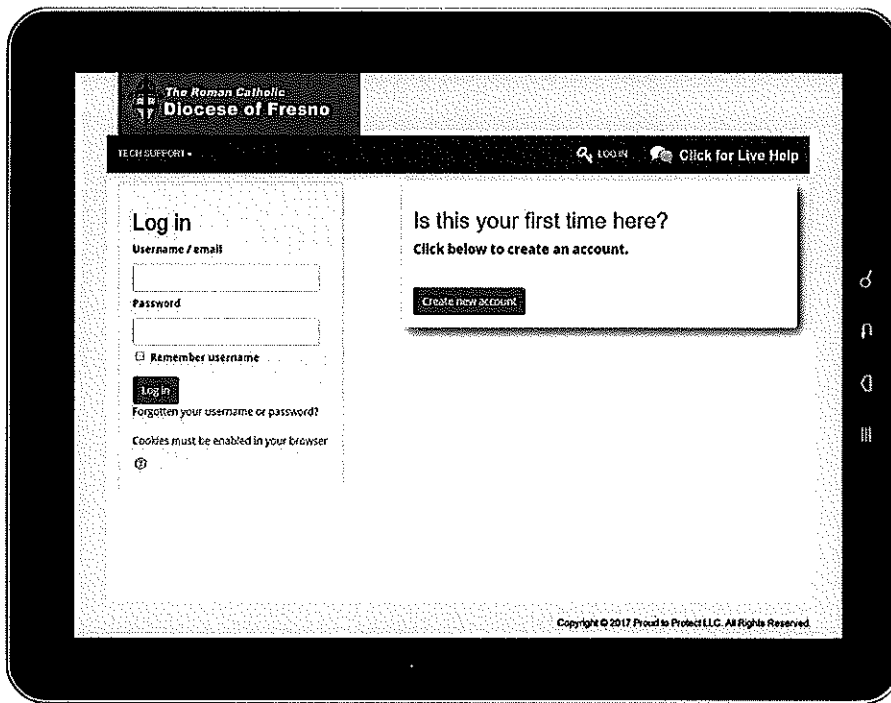 The Roman Catholic
Diocese of Fresno
TECH SUPPORT
LOG IN
Click for Live Help
Log in
Username / email
Password
Remember username
Log in
Forgotten your username or password?
Cookies must be enabled in your browser
Is this your first time here?
Click below to create an account.
Create new account
Copyright © 2017 Proud to Protect LLC. All Rights Reserved.